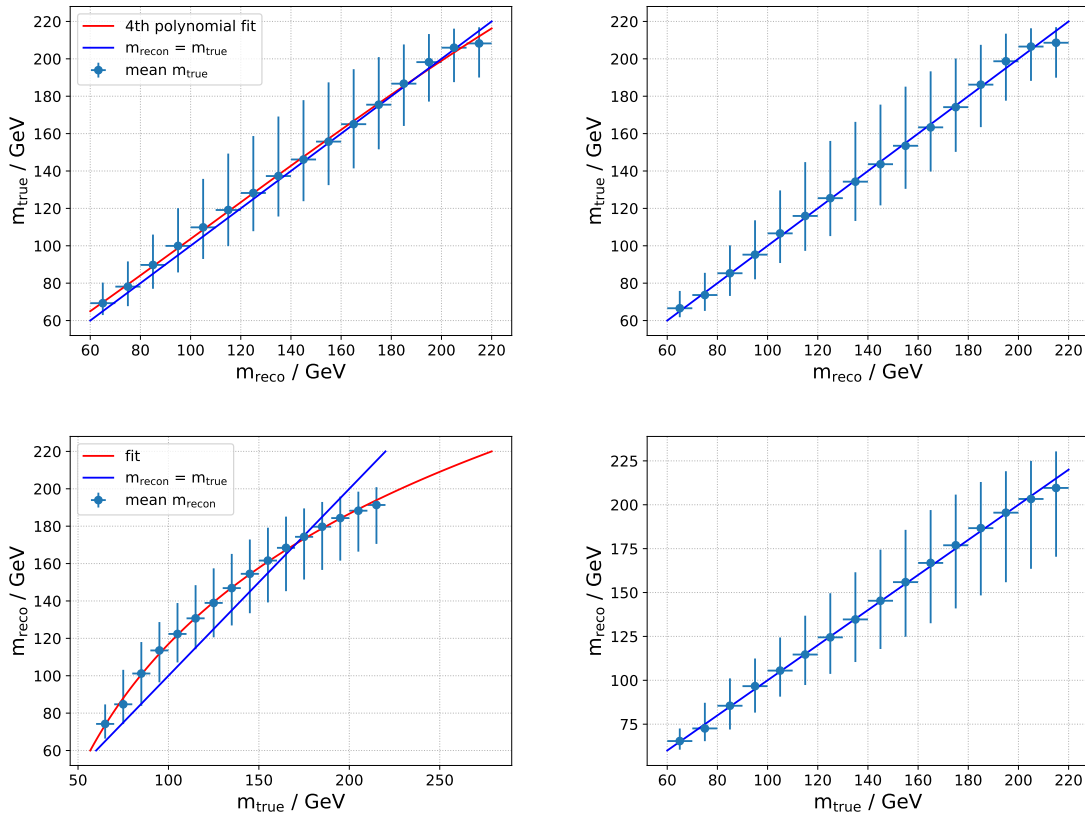 220
200
180
160
140
120
100
80
60
m_true / GeV
4th polynomial fit
m_recon = m_true
mean m_true
60 80 100 120 140 160 180 200 220
m_reco / GeV
220
200
180
160
140
120
100
80
60
m_true / GeV
60 80 100 120 140 160 180 200 220
m_reco / GeV
220
200
180
160
140
120
100
80
60
m_reco / GeV
fit
m_recon = m_true
mean m_recon
50 100 150 200 250
m_true / GeV
225
200
175
150
125
100
75
m_reco / GeV
60 80 100 120 140 160 180 200 220
m_true / GeV